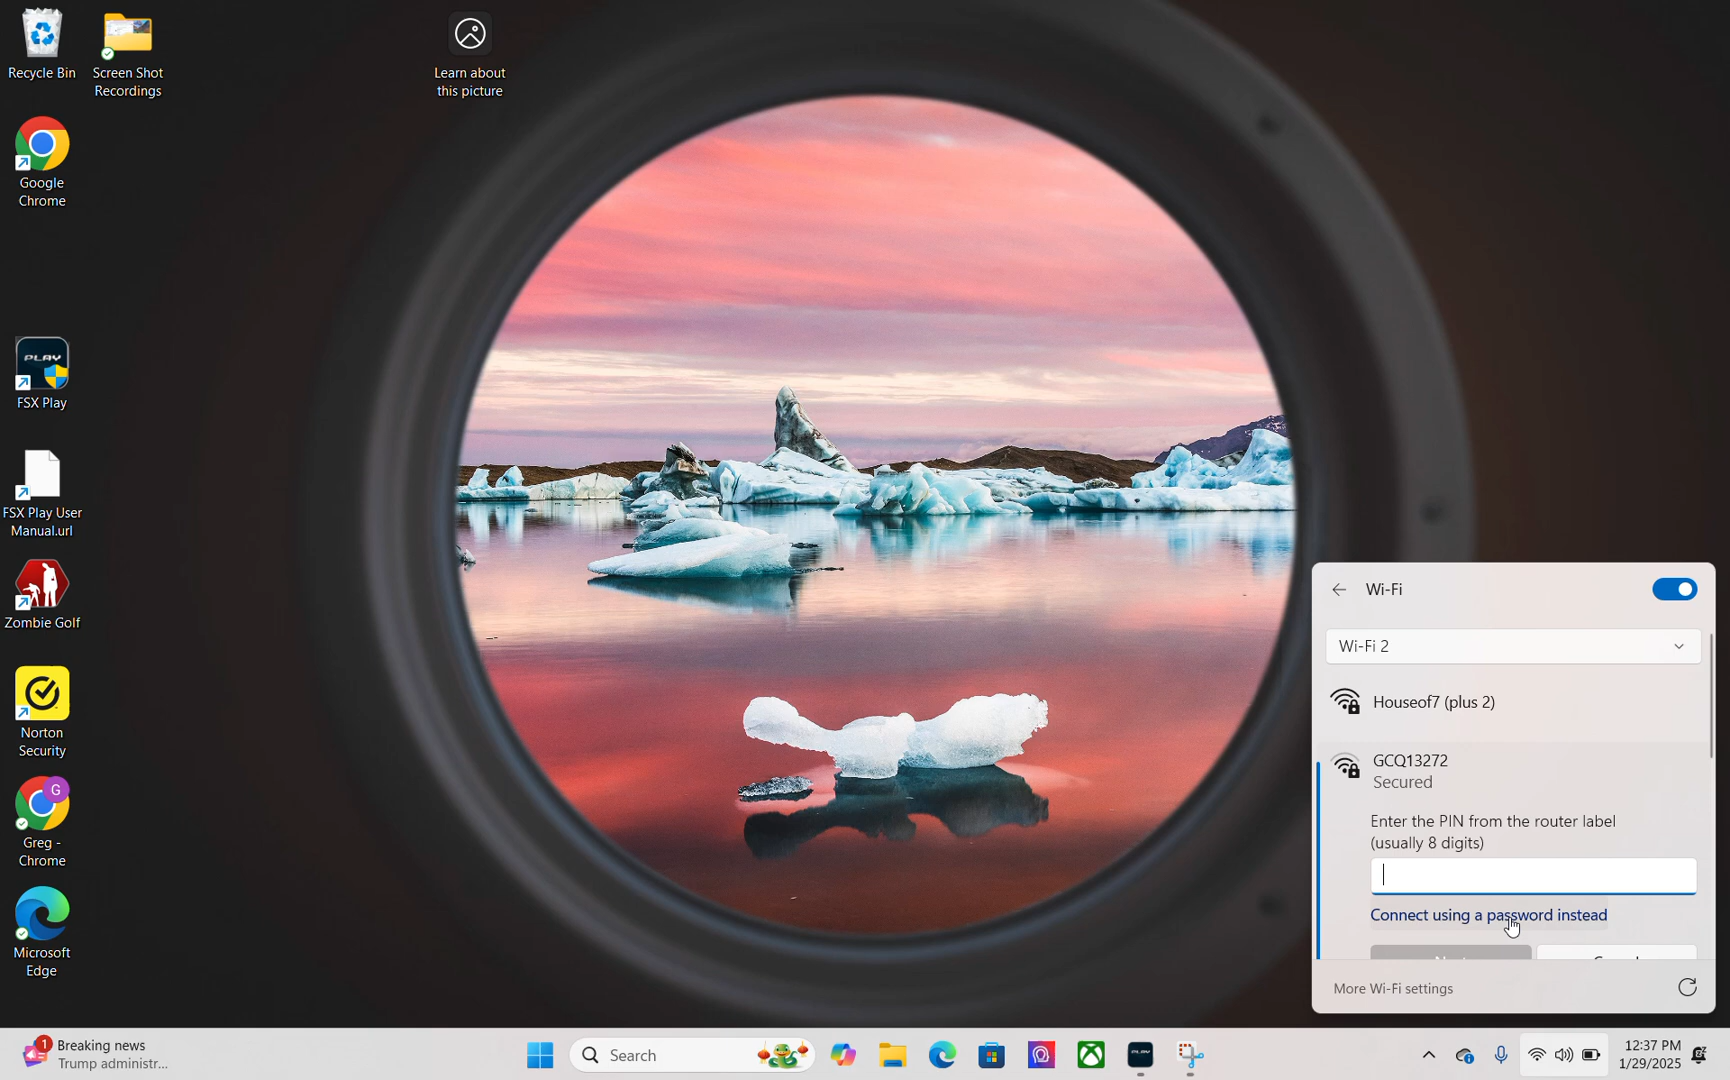 Recycle Bin
Screen Shot
Recordings
Learn about
this picture
Google
Chrome
PLAY
FSX Play
FSX Play User
Manual.url
Zombie Golf
Norton
Security
G
Greg -
Chrome
Microsoft
Edge
Wi-Fi
Wi-Fi 2
Houseof7 (plus 2)
GCQ13272
Secured
Enter the PIN from the router label
(usually 8 digits)
Connect using a password instead
More Wi-Fi settings
1
Breaking news
Trump administr...
Search
PLAY
12:37 PM
1/29/2025